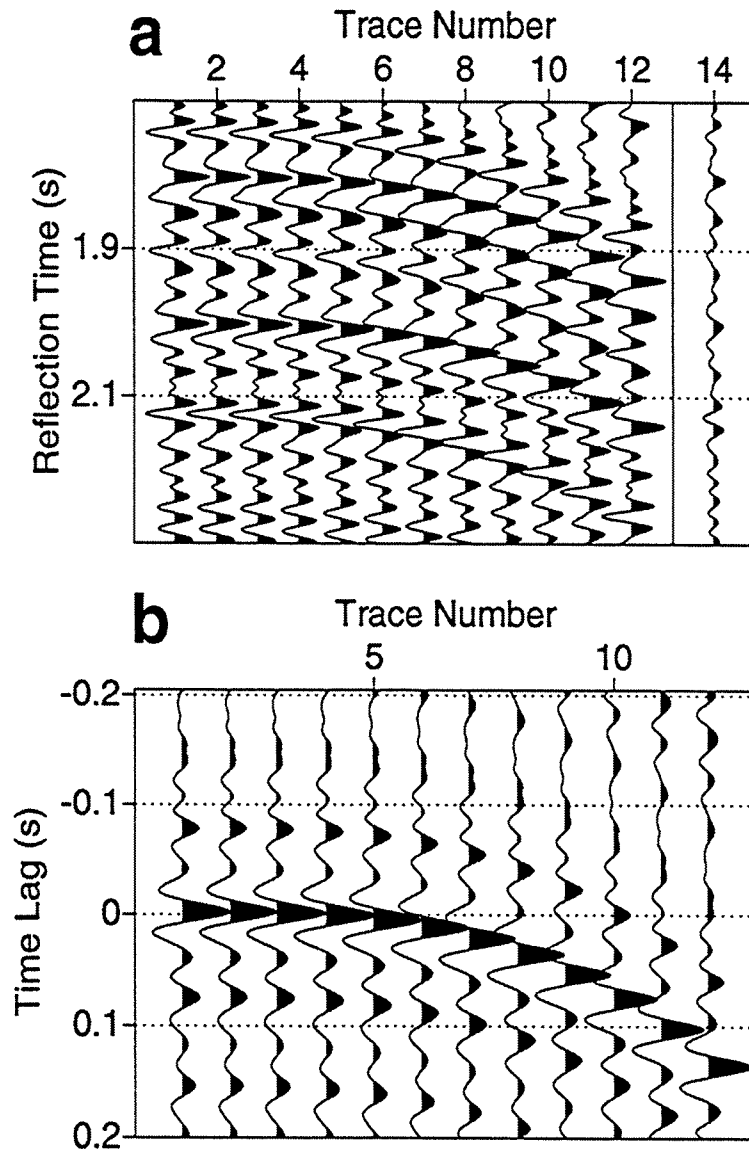 a
Trace Number
2 4 6 8 10 12 14
Reflection Time (s)
1.9
2.1
b
Trace Number
5 10
Time Lag (s)
-0.2
-0.1
0
0.1
0.2